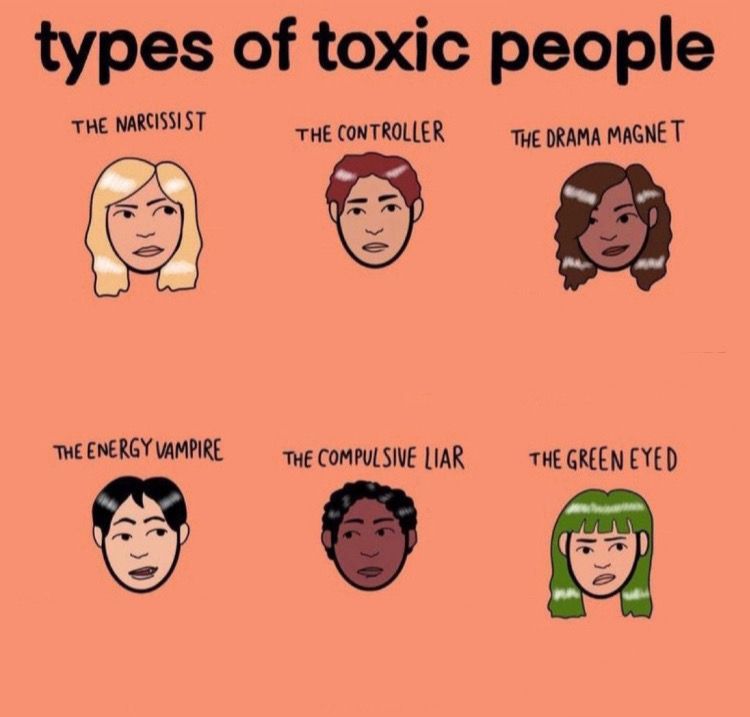 types of toxic people
THE NARCISSIST
THE CONTROLLER
THE DRAMA MAGNET
THE ENERGY VAMPIRE
THE COMPULSIVE LIAR
THE GREEN EYED